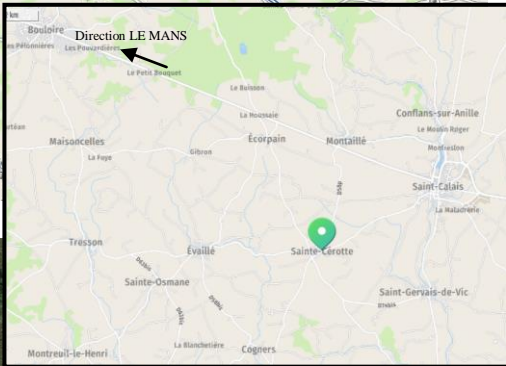 km
Bouloire
Direction LE MANS
Les Pouvardières
Le Petit Bouquet
Le Buisson
La Houssaie
Conflans-sur-Anille
Le Moulin Roger
Maisoncelles
Écorpain
Montaillé
La Faye
Gibron
Saint-Calais
La Maladrerie
Tresson
Évaillé
Sainte-Cérotte
Sainte-Osmane
Saint-Gervais-de-Vic
La Blanchetière
Cogners
Montreuil-le-Henri